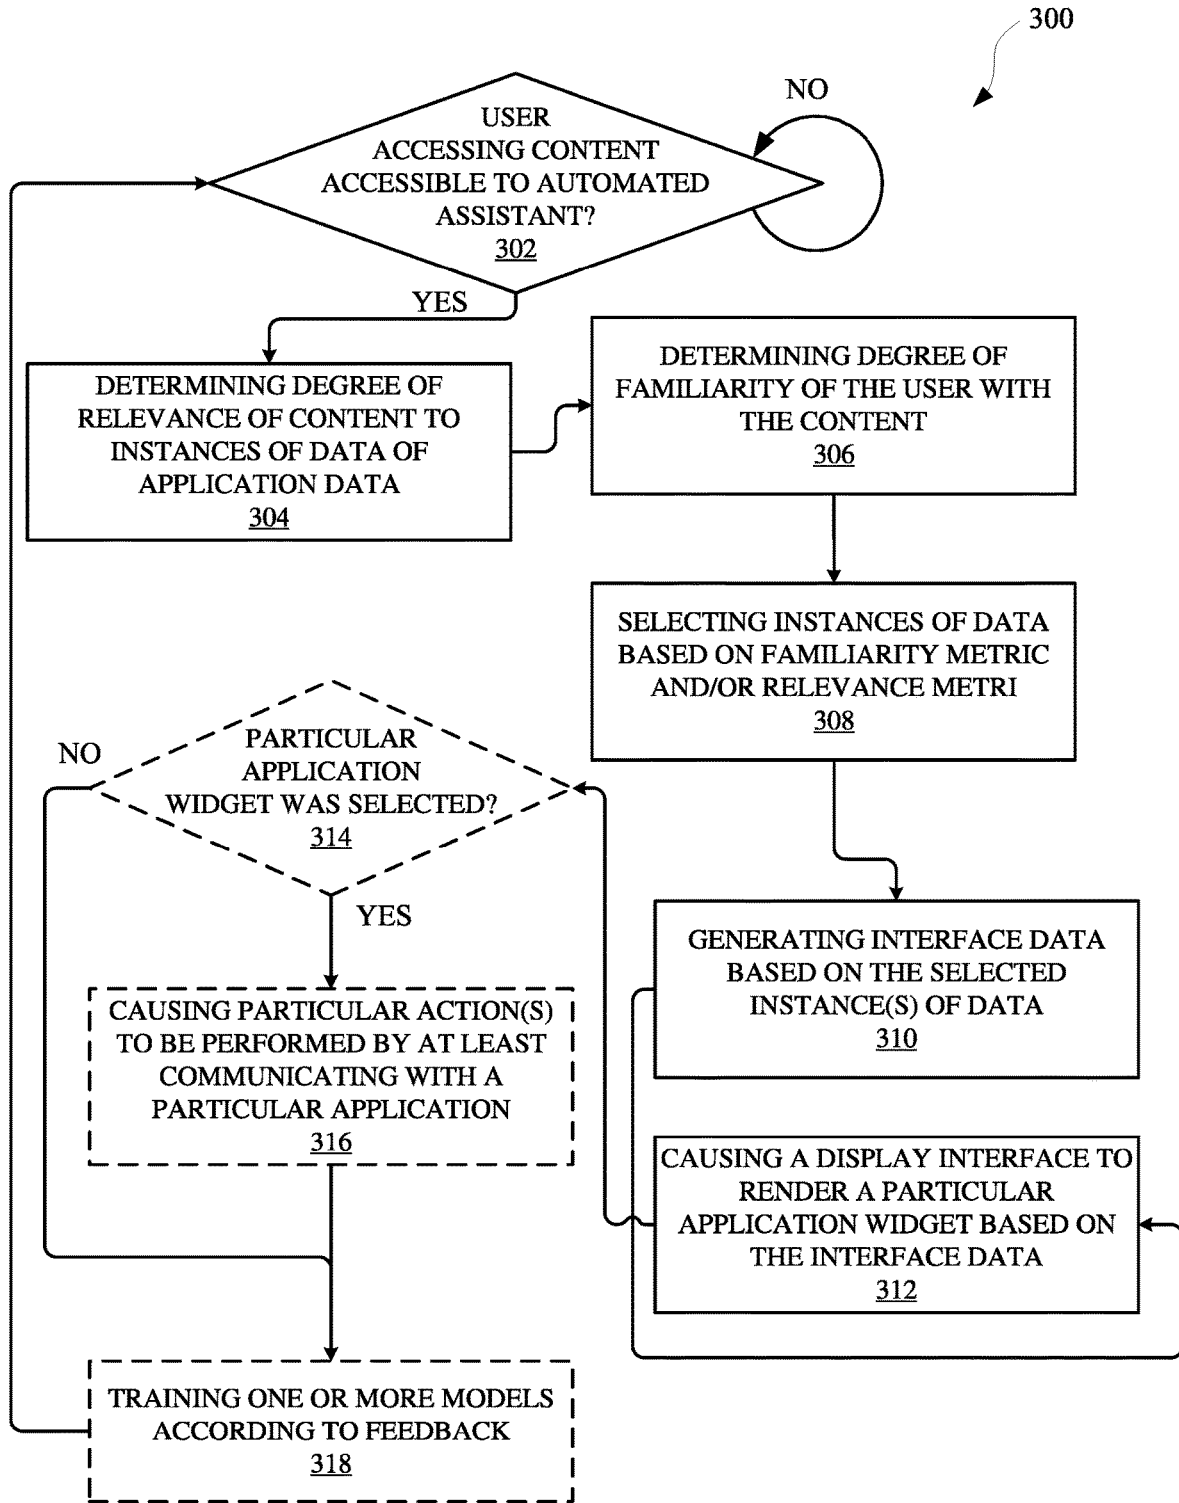 300
NO
USER
ACCESSING CONTENT
ACCESSIBLE TO AUTOMATED
ASSISTANT?
302
YES
DETERMINING DEGREE OF
RELEVANCE OF CONTENT TO
INSTANCES OF DATA OF
APPLICATION DATA
304
DETERMINING DEGREE OF
FAMILIARITY OF THE USER WITH
THE CONTENT
306
SELECTING INSTANCES OF DATA
BASED ON FAMILIARITY METRIC
AND/OR RELEVANCE METRI
308
GENERATING INTERFACE DATA
BASED ON THE SELECTED
INSTANCE(S) OF DATA
310
CAUSING A DISPLAY INTERFACE TO
RENDER A PARTICULAR
APPLICATION WIDGET BASED ON
THE INTERFACE DATA
312
NO
PARTICULAR
APPLICATION
WIDGET WAS SELECTED?
314
YES
CAUSING PARTICULAR ACTION(S)
TO BE PERFORMED BY AT LEAST
COMMUNICATING WITH A
PARTICULAR APPLICATION
316
TRAINING ONE OR MORE MODELS
ACCORDING TO FEEDBACK
318